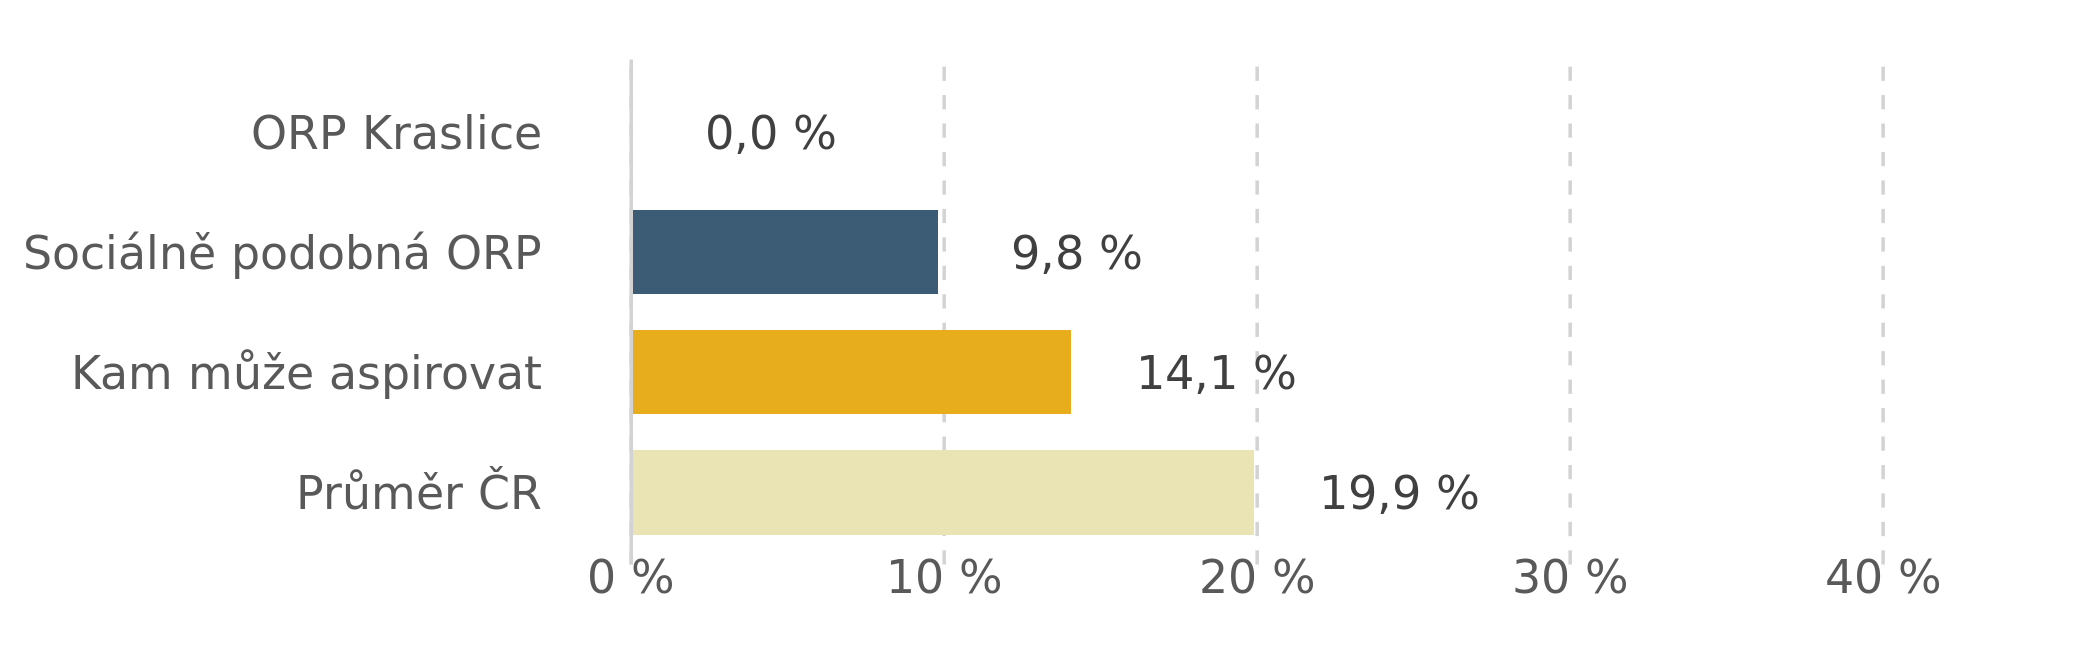 ORP Kraslice 0,0 %
Sociálně podobná ORP 9,8 %
Kam může aspirovat 14,1 %
Průměr ČR 19,9 %
0 % 10 % 20 % 30 % 40 %